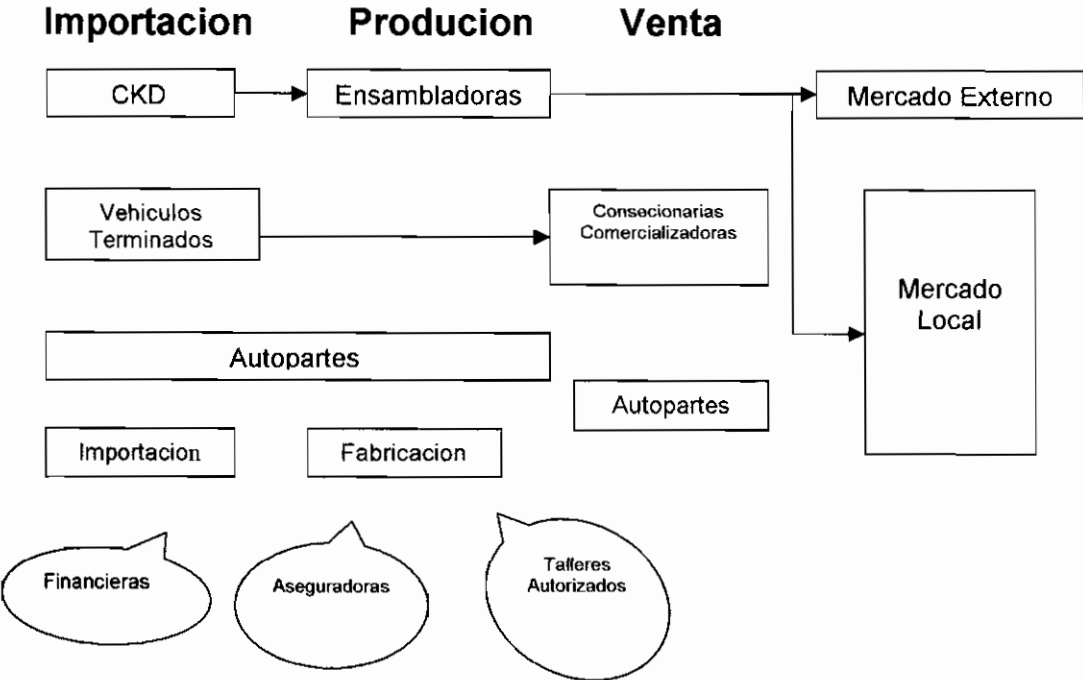 Importacion Producion Venta
CKD
Ensambladoras
Mercado Externo
Vehiculos
Terminados
Consecionarias
Comercializadoras
Mercado
Local
Autopartes
Autopartes
Importacion
Fabricacion
Financieras
Aseguradoras
Talleres
Autorizados